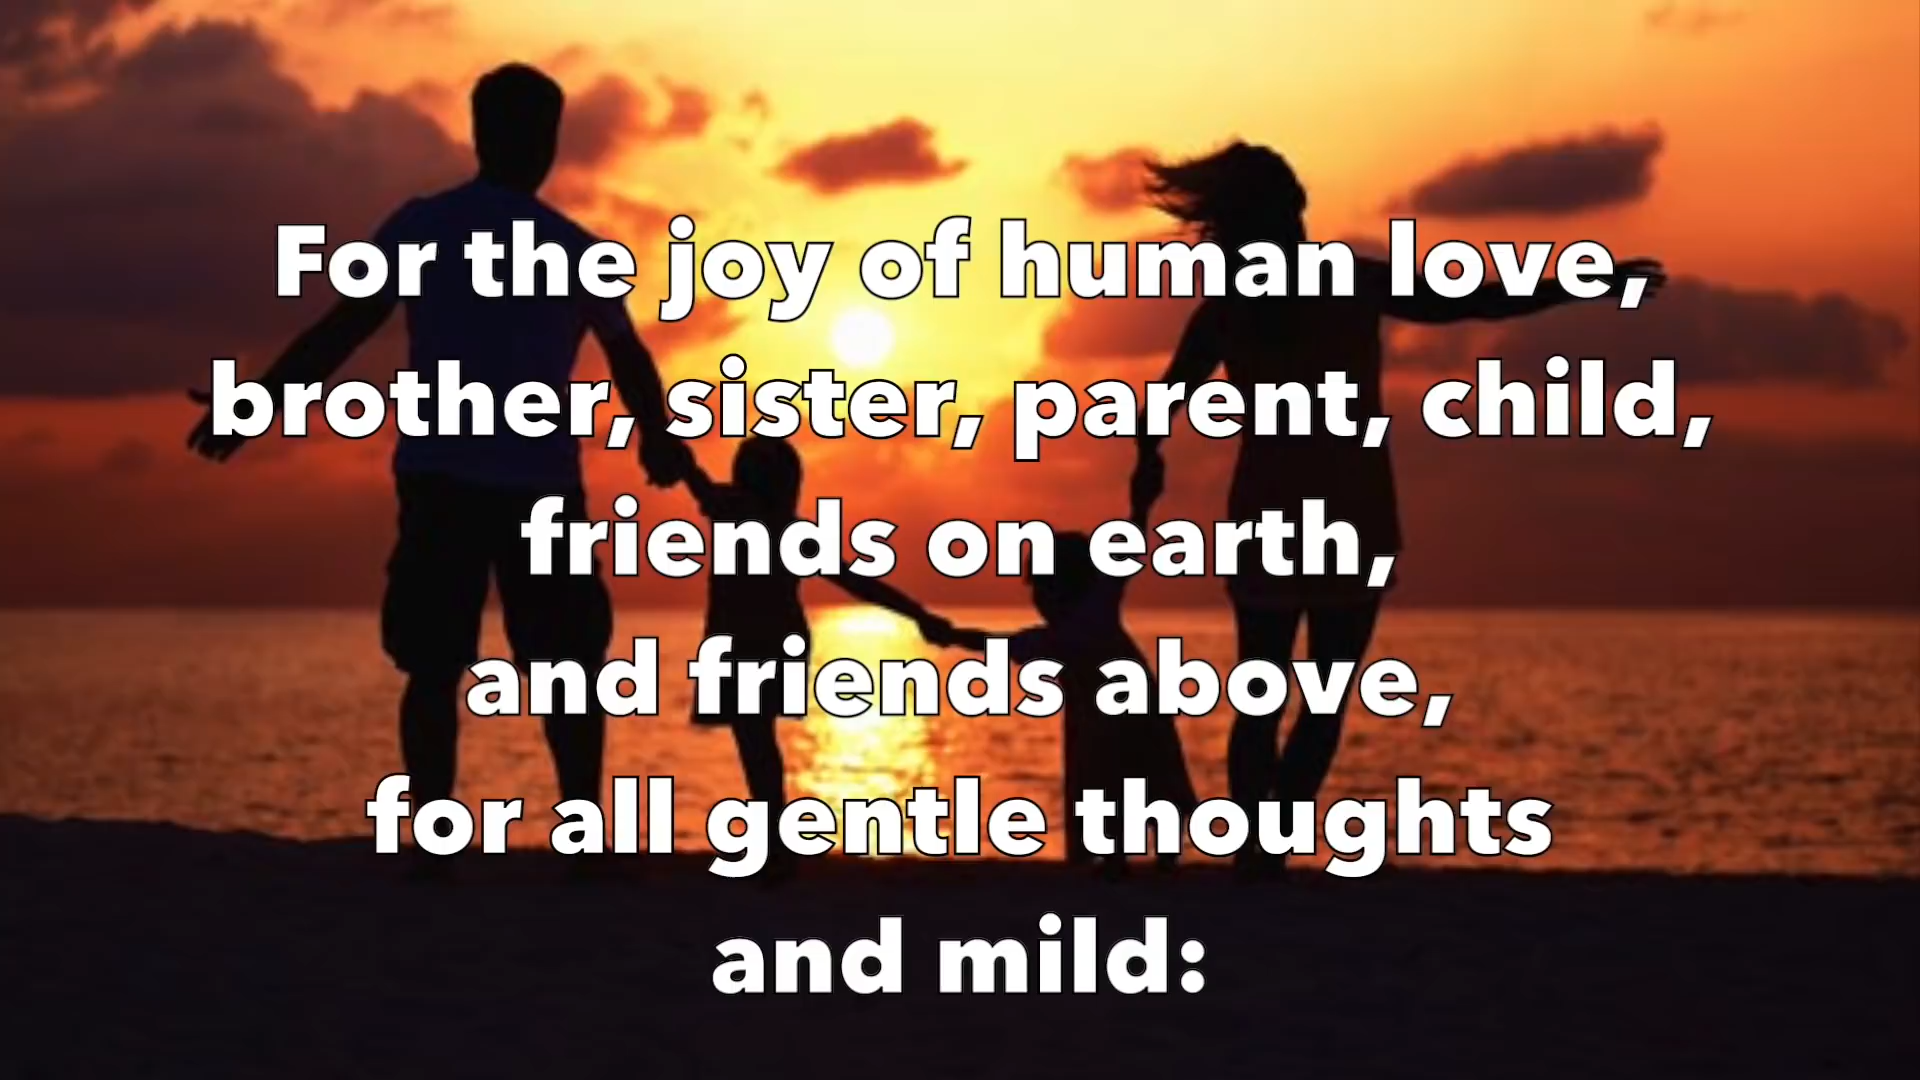 For the joy of human love,
brother, sister, parent, child,
friends on earth,
and friends above,
for all gentle thoughts
and mild: